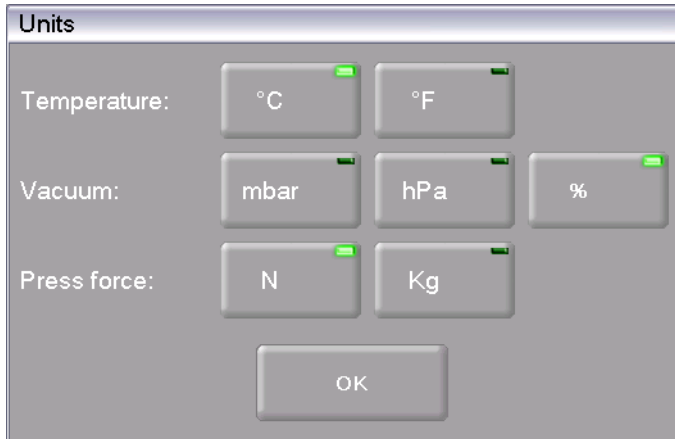 Units
Temperature: °C °F
Vacuum: mbar hPa %
Press force: N Kg
OK